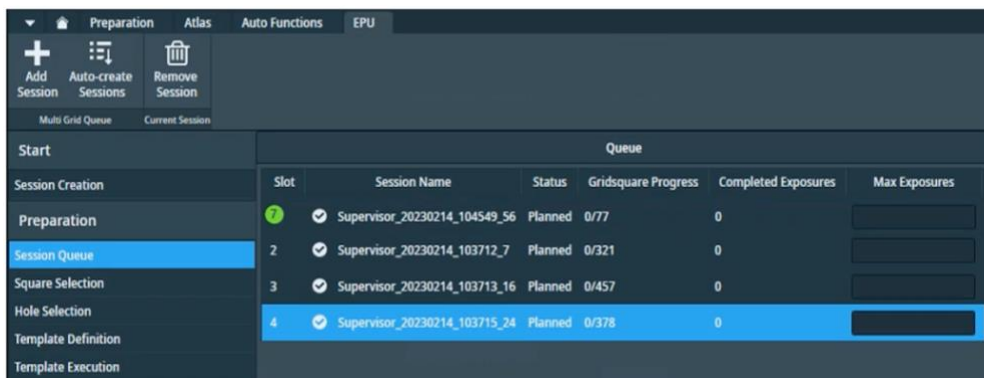 Preparation Atlas Auto Functions EPU
Add Session Auto-create Sessions Remove Session
Multi Grid Queue Current Session
Start Queue
Session Creation Slot Session Name Status Gridsquare Progress Completed Exposures Max Exposures
Preparation 7 Supervisor_20230214_104549_56 Planned 0/77 0
Session Queue 2 Supervisor_20230214_103712_7 Planned 0/321 0
Square Selection 3 Supervisor_20230214_103713_16 Planned 0/457 0
Hole Selection
4 Supervisor_20230214_103715_24 Planned 0/378 0
Template Definition
Template Execution